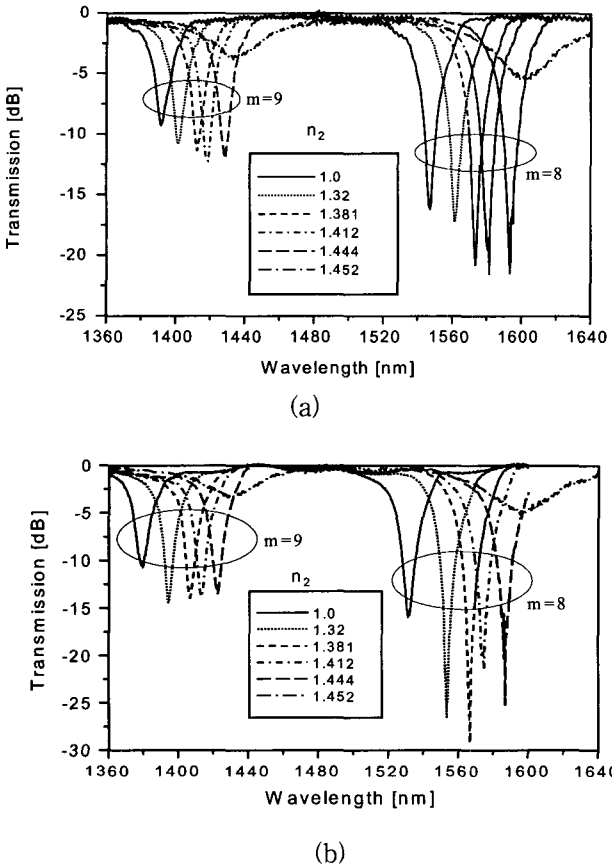 (a)
Transmission [dB]
0
-5
-10
-15
-20
-25
m=9
m=8
n2
1.0
1.32
1.381
1.412
1.444
1.452
1360 1400 1440 1480 1520 1560 1600 1640
Wavelength [nm]
(a)
Transmission [dB]
0
-5
-10
-15
-20
-25
-30
m=9
m=8
n2
1.0
1.32
1.381
1.412
1.444
1.452
1360 1400 1440 1480 1520 1560 1600 1640
Wavelength [nm]
(b)